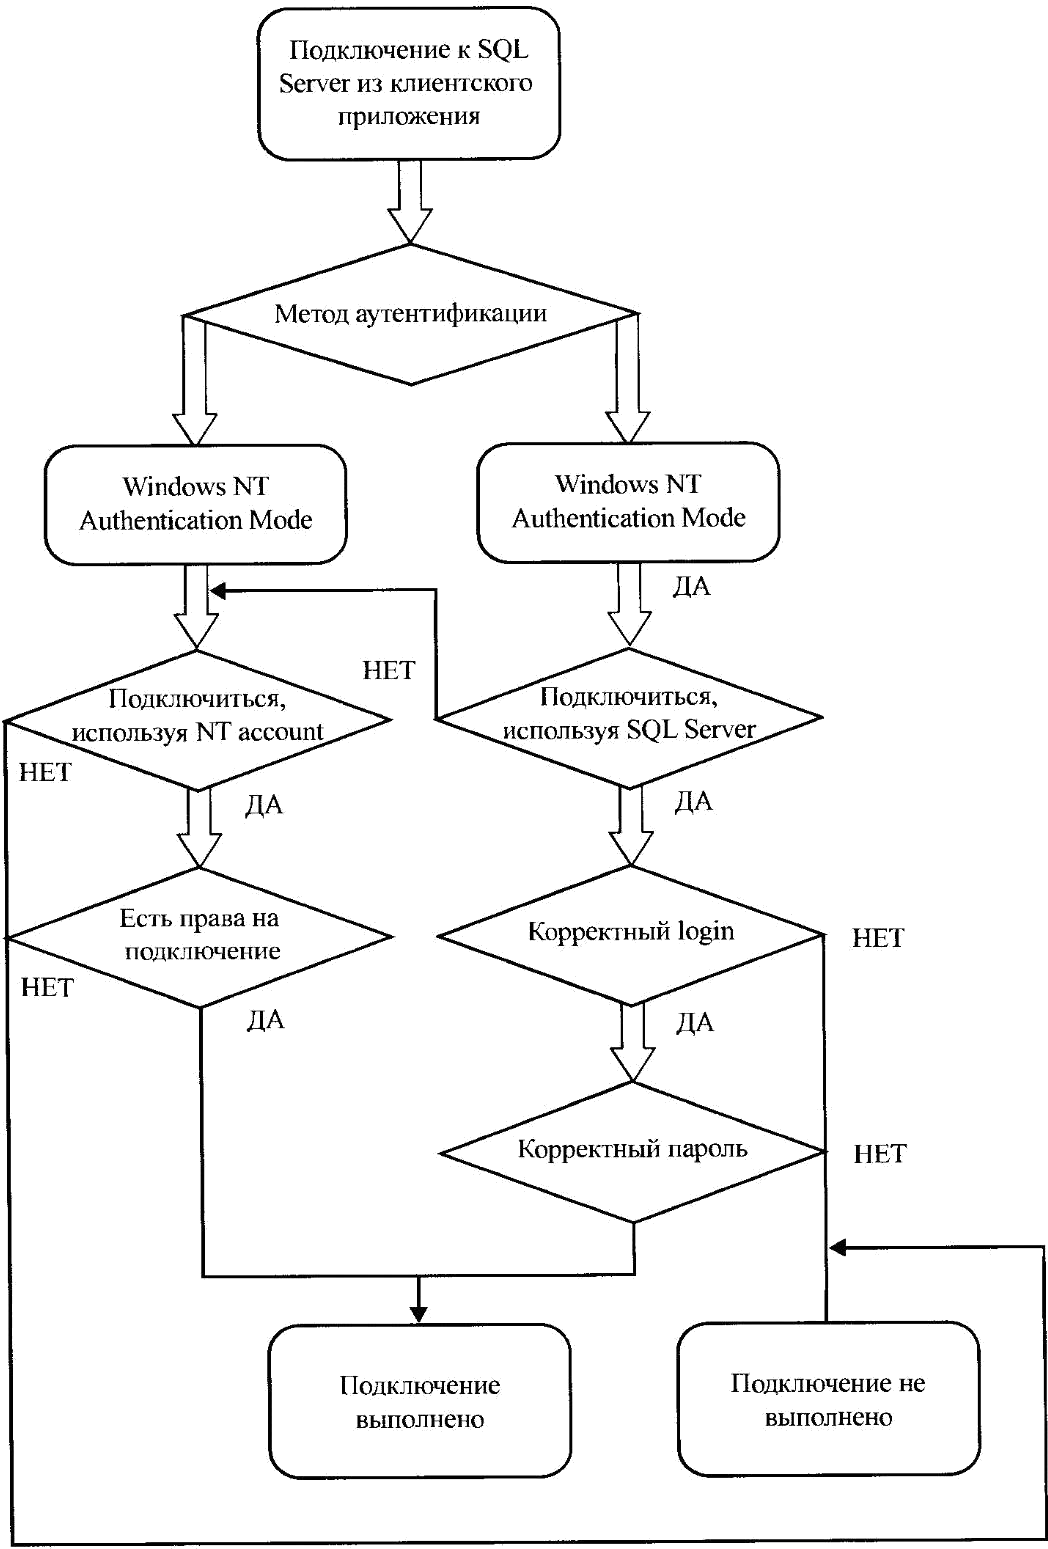 Подключение к SQL
Server из клиентского
приложения
Метод аутентификации
Windows NT
Authentication Mode
Windows NT
Authentication Mode
ДА
НЕТ
Подключиться,
используя NT account
Подключиться,
используя SQL Server
НЕТ
ДА
ДА
Есть права на
подключение
Корректный login
НЕТ
НЕТ
ДА
ДА
Корректный пароль
НЕТ
Подключение
выполнено
Подключение не
выполнено